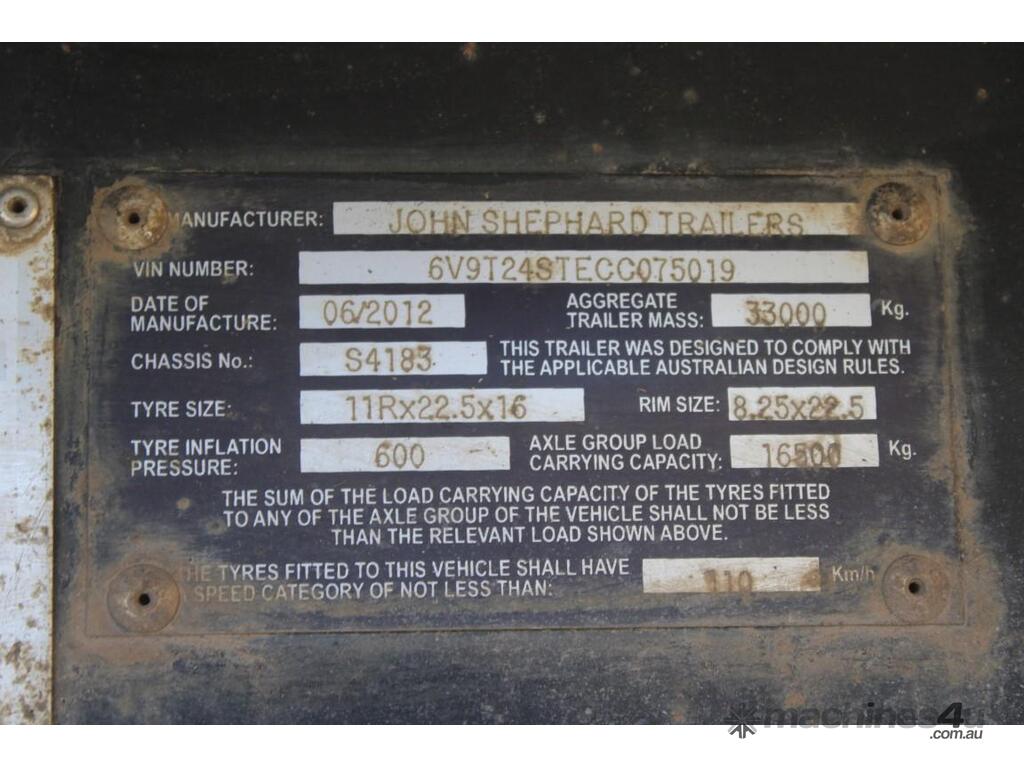 MANUFACTURER: JOHN SHEPHARD TRAILERS
VIN NUMBER: 6V9T24STECC075019
DATE OF MANUFACTURE: 06/2012 AGGREGATE TRAILER MASS: 33000 Kg.
CHASSIS No.: S4183 THIS TRAILER WAS DESIGNED TO COMPLY WITH
THE APPLICABLE AUSTRALIAN DESIGN RULES.
TYRE SIZE: 11Rx22.5x16 RIM SIZE: 8.25x22.5
TYRE INFLATION PRESSURE: 600 AXLE GROUP LOAD CARRYING CAPACITY: 16500 Kg.
THE SUM OF THE LOAD CARRYING CAPACITY OF THE TYRES FITTED
TO ANY OF THE AXLE GROUP OF THE VEHICLE SHALL NOT BE LESS
THAN THE RELEVANT LOAD SHOWN ABOVE.
THE TYRES FITTED TO THIS VEHICLE SHALL HAVE
SPEED CATEGORY OF NOT LESS THAN: 110 Km/h
machines4u
.com.au